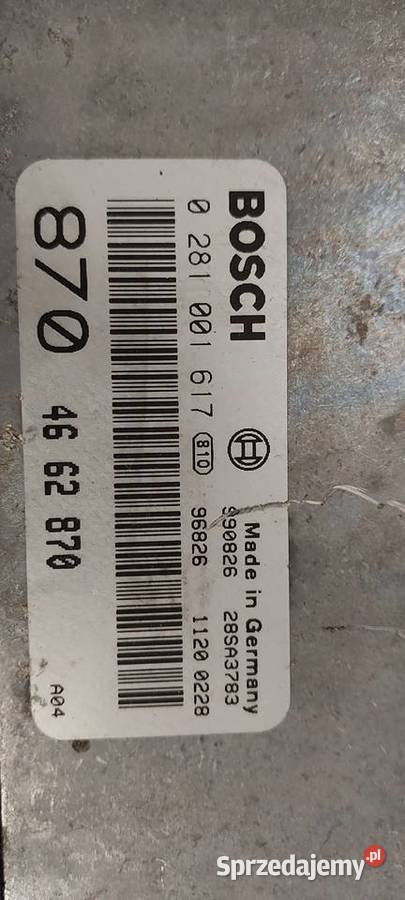 BOSCH
Made in Germany
990826 28SA3783
0 281 001 617 810 96826 1120 0228
870 46 62 870 A04
Sprzedajemy.pl